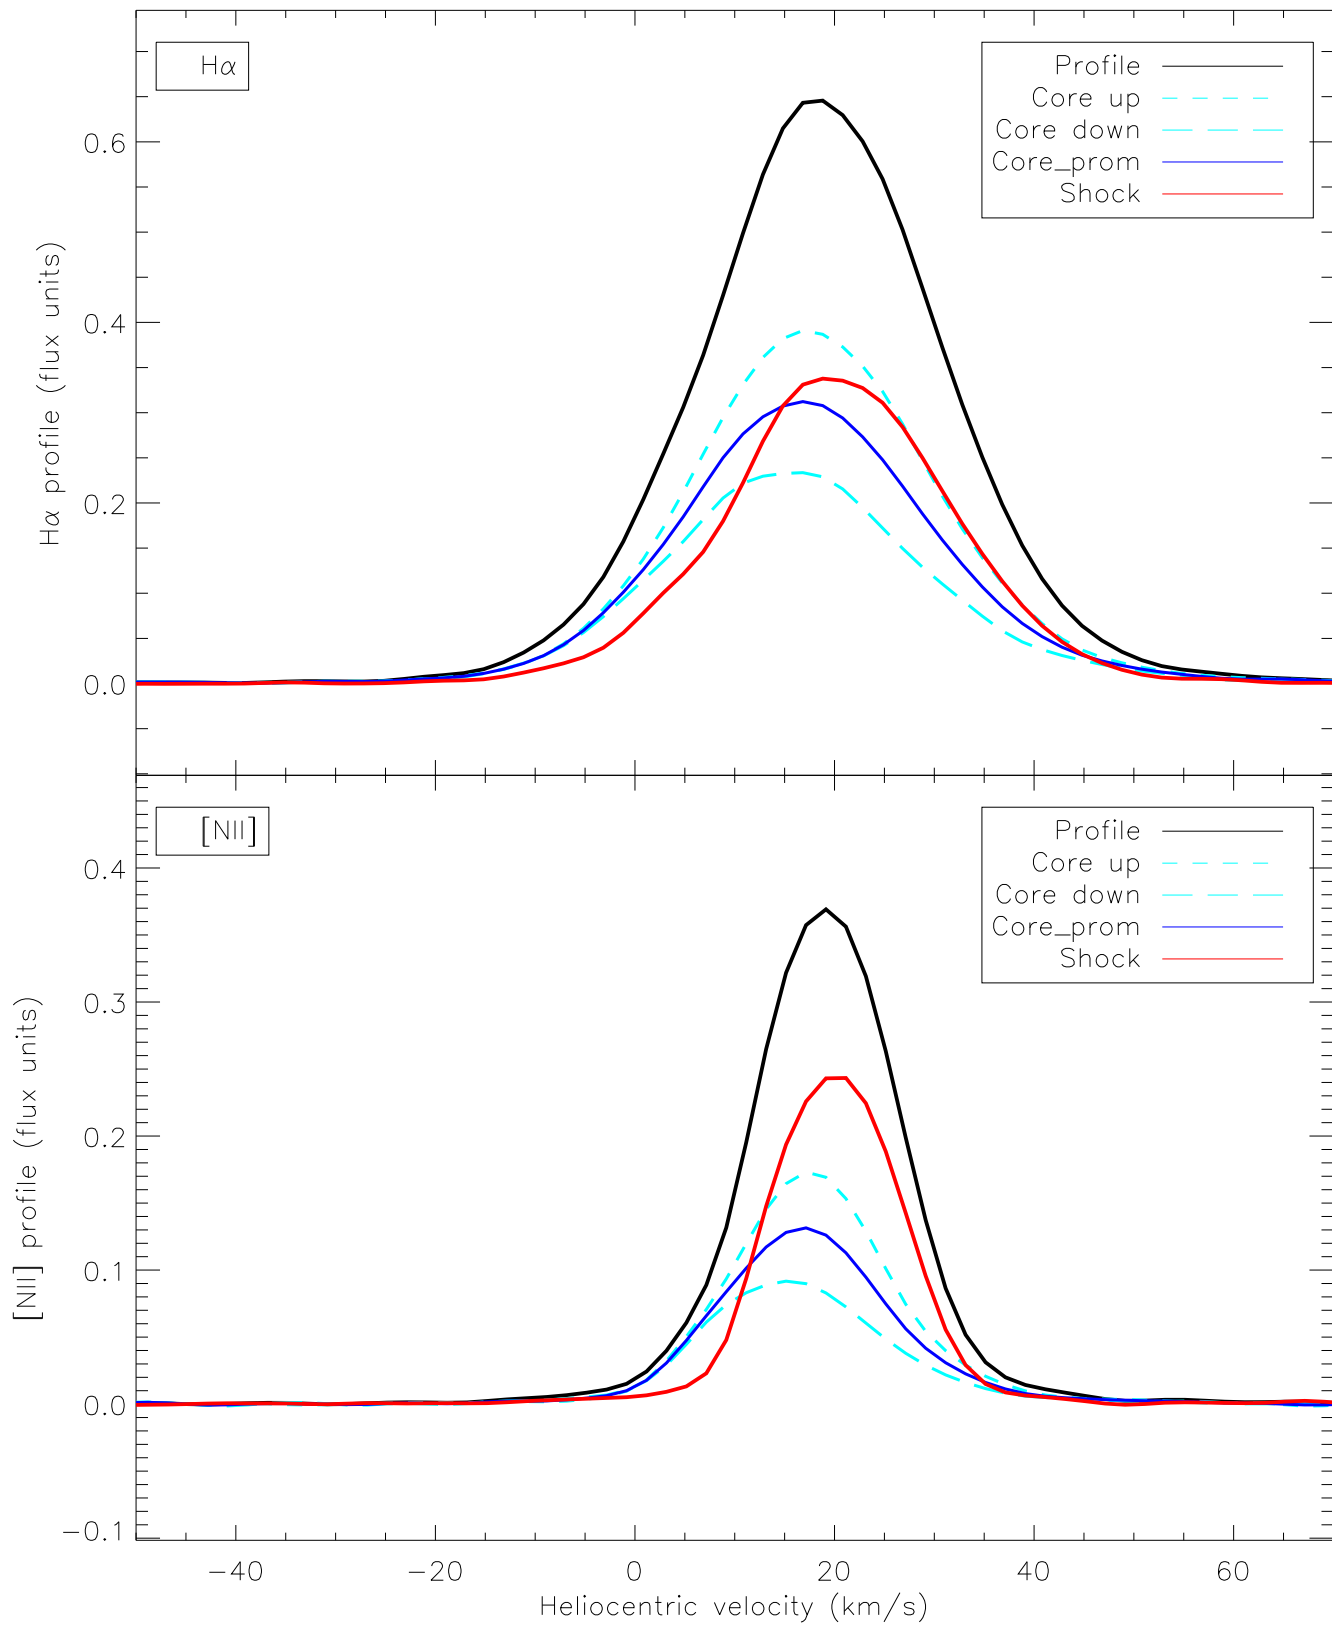 Hα
Profile
Core up
Core down
Core_prom
Shock
0.6
0.4
0.2
0.0
Hα profile (flux units)
[NII]
Profile
Core up
Core down
Core_prom
Shock
0.4
0.3
0.2
0.1
0.0
−0.1
[NII] profile (flux units)
−40 −20 0 20 40 60
Heliocentric velocity (km/s)